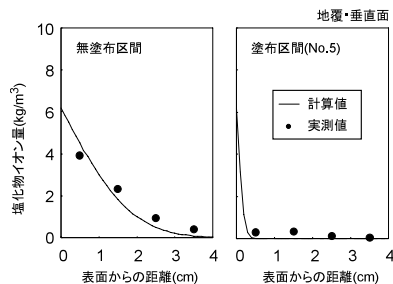 地覆・垂直面
無塗布区間
塗布区間(No.5)
計算値
実測値
塩化物イオン量(kg/m³)
10
8
6
4
2
0
0 1 2 3 4
0 1 2 3 4
表面からの距離(cm)
表面からの距離(cm)